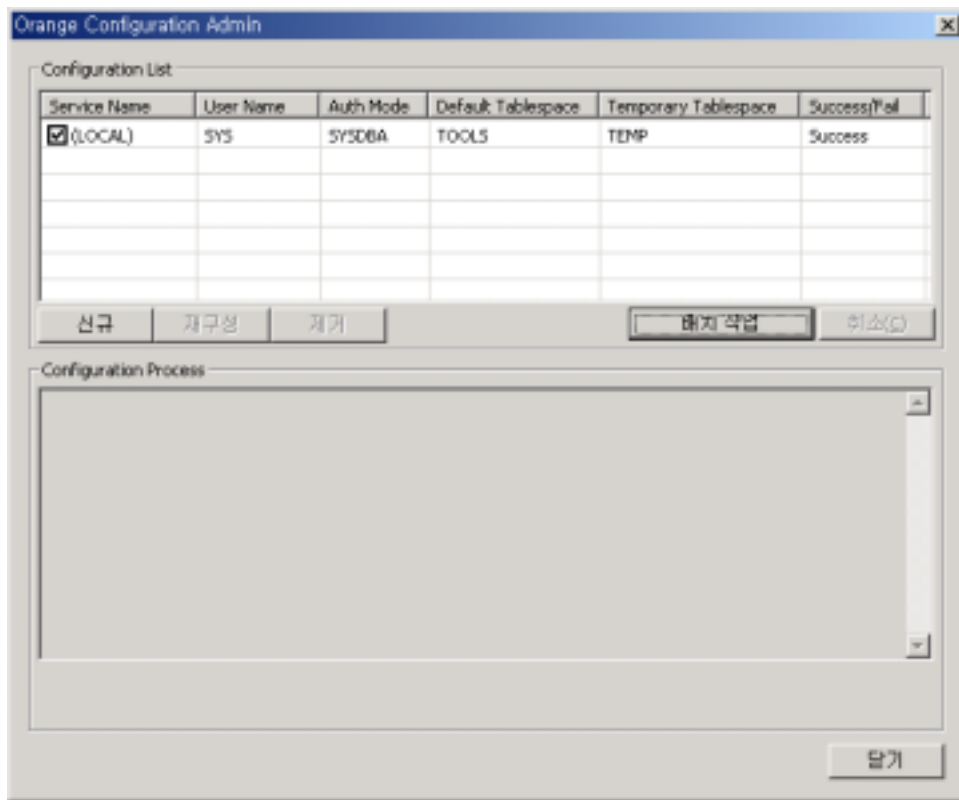 Orange Configuration Admin
Configuration List
Service Name User Name Auth Mode Default Tablespace Temporary Tablespace Success/Fail
(LOCAL) SYS SYSDBA TOOLS TEMP Success
신규 재구성 제거 배치 작업 취소(C)
Configuration Process
닫기